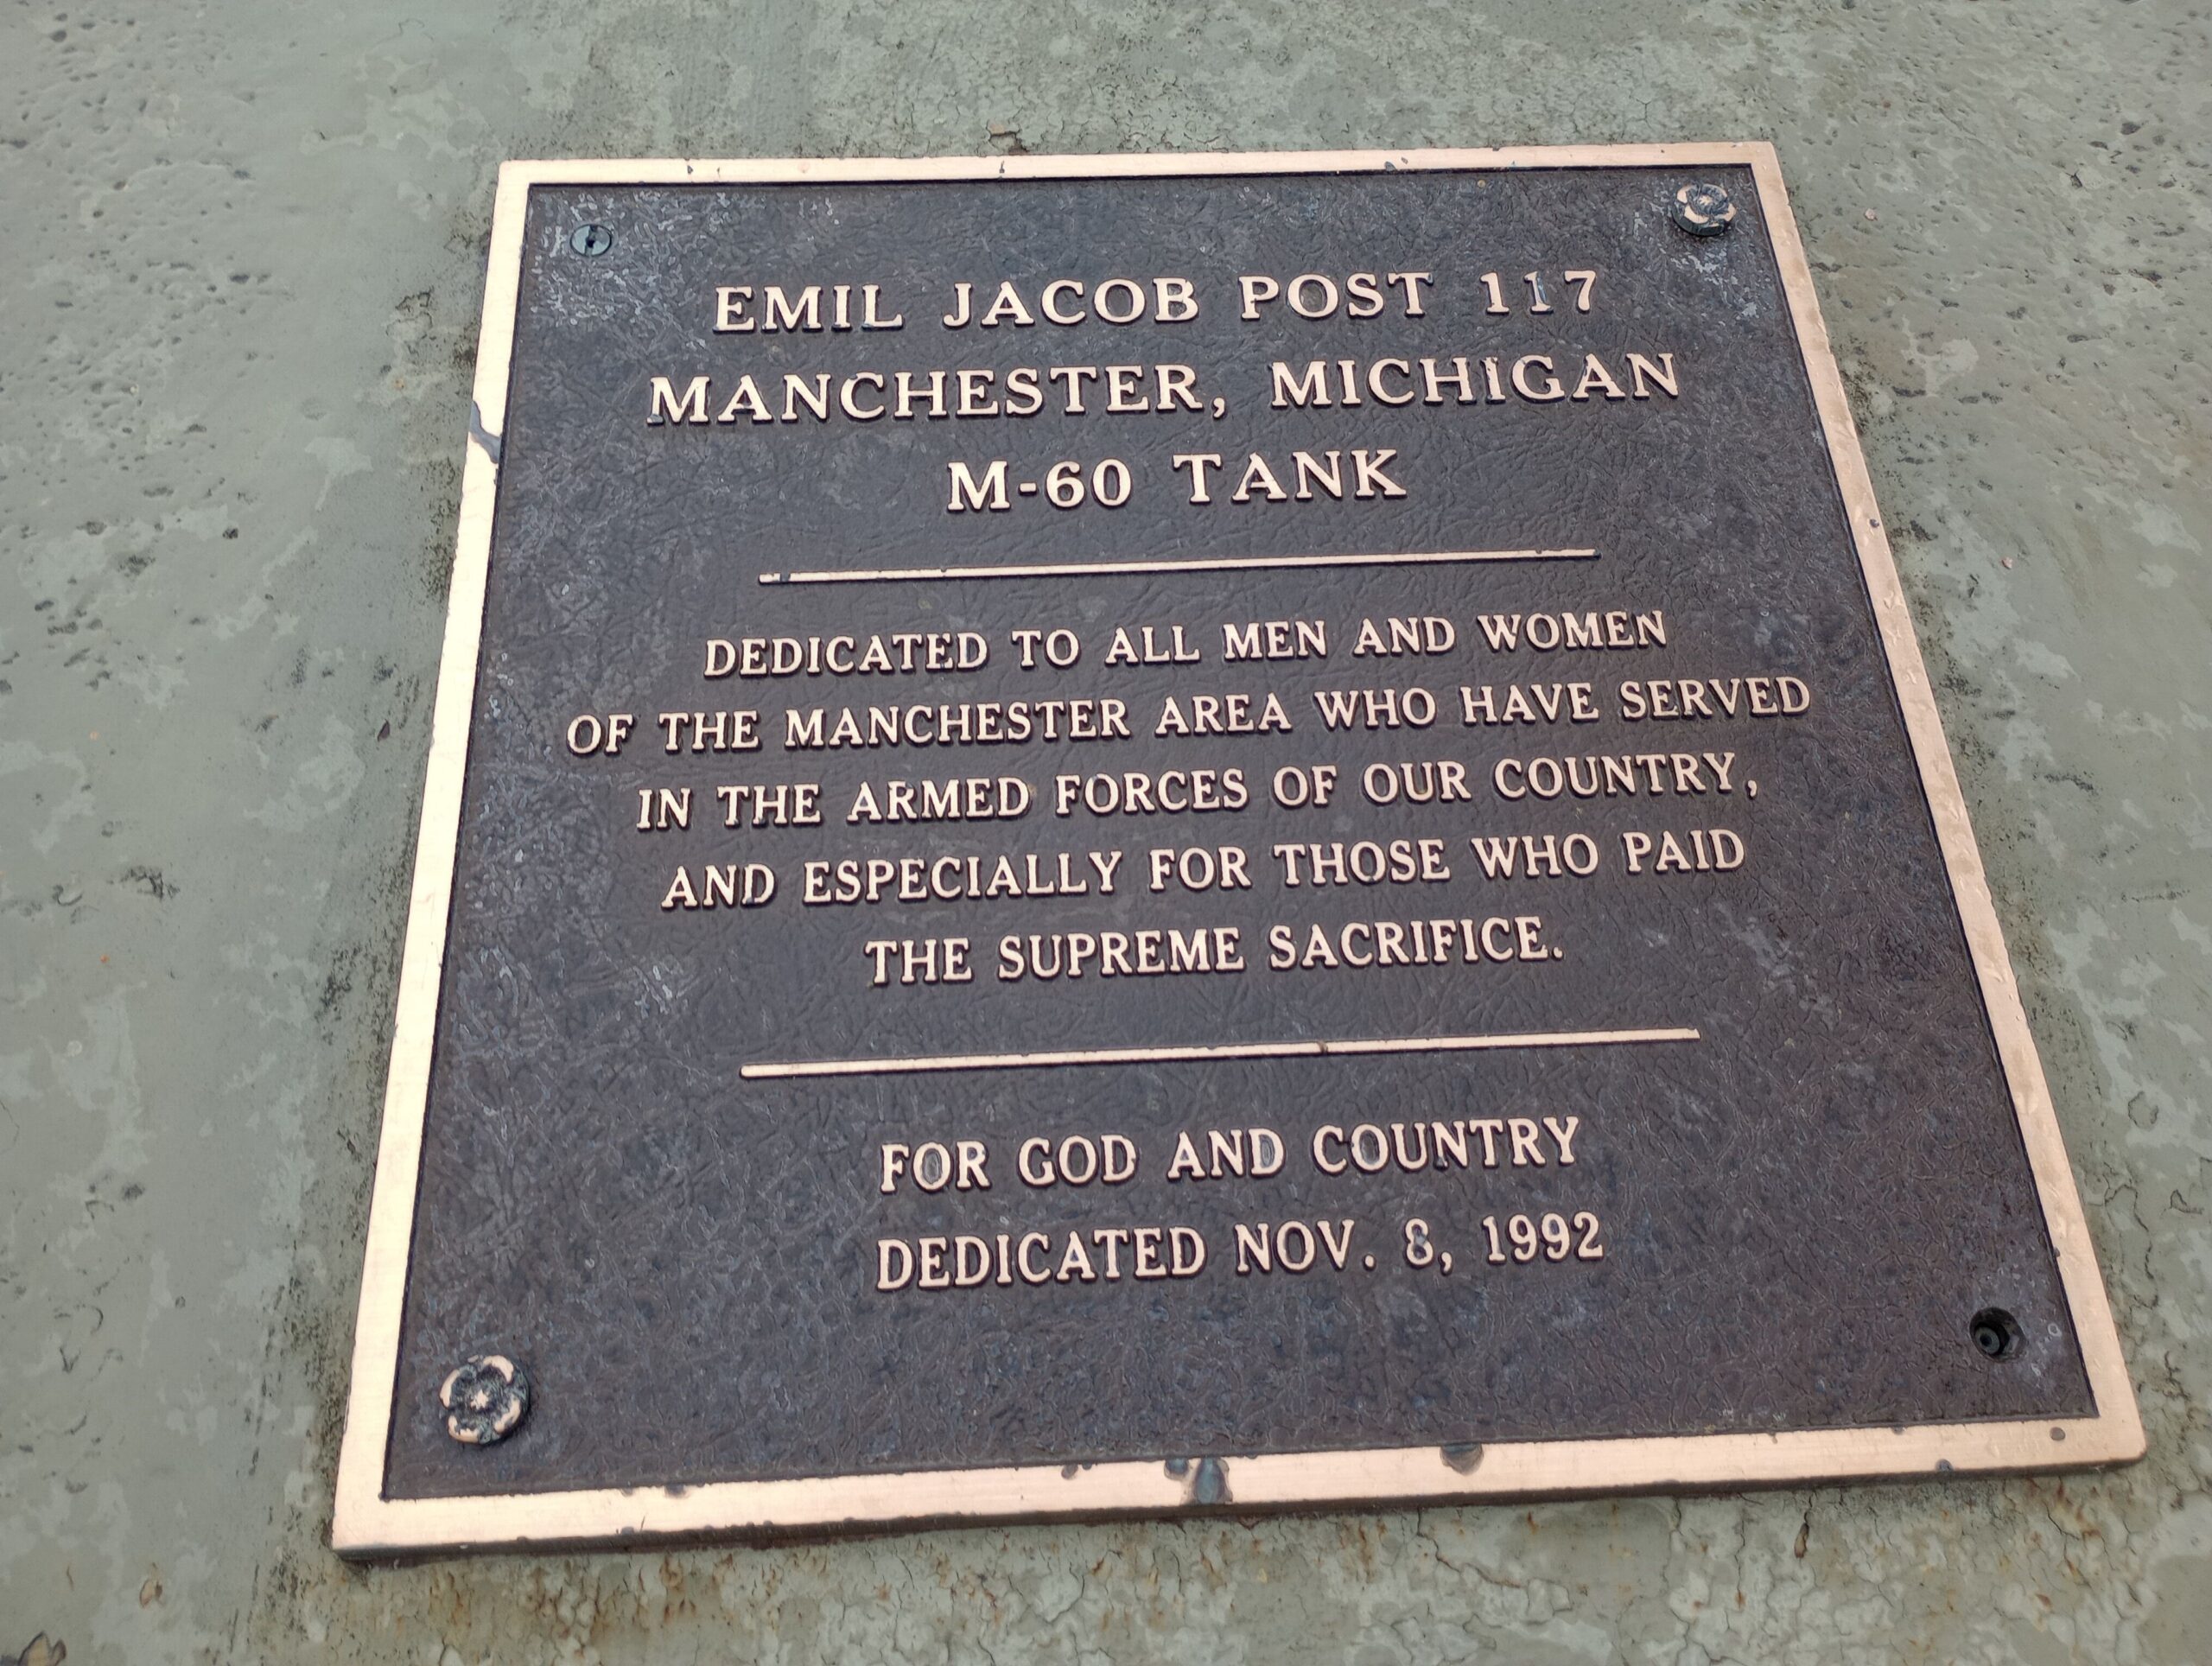 EMIL JACOB POST 117
MANCHESTER, MICHIGAN
M-60 TANK
DEDICATED TO ALL MEN AND WOMEN
OF THE MANCHESTER AREA WHO HAVE SERVED
IN THE ARMED FORCES OF OUR COUNTRY,
AND ESPECIALLY FOR THOSE WHO PAID
THE SUPREME SACRIFICE.
FOR GOD AND COUNTRY
DEDICATED NOV. 8, 1992